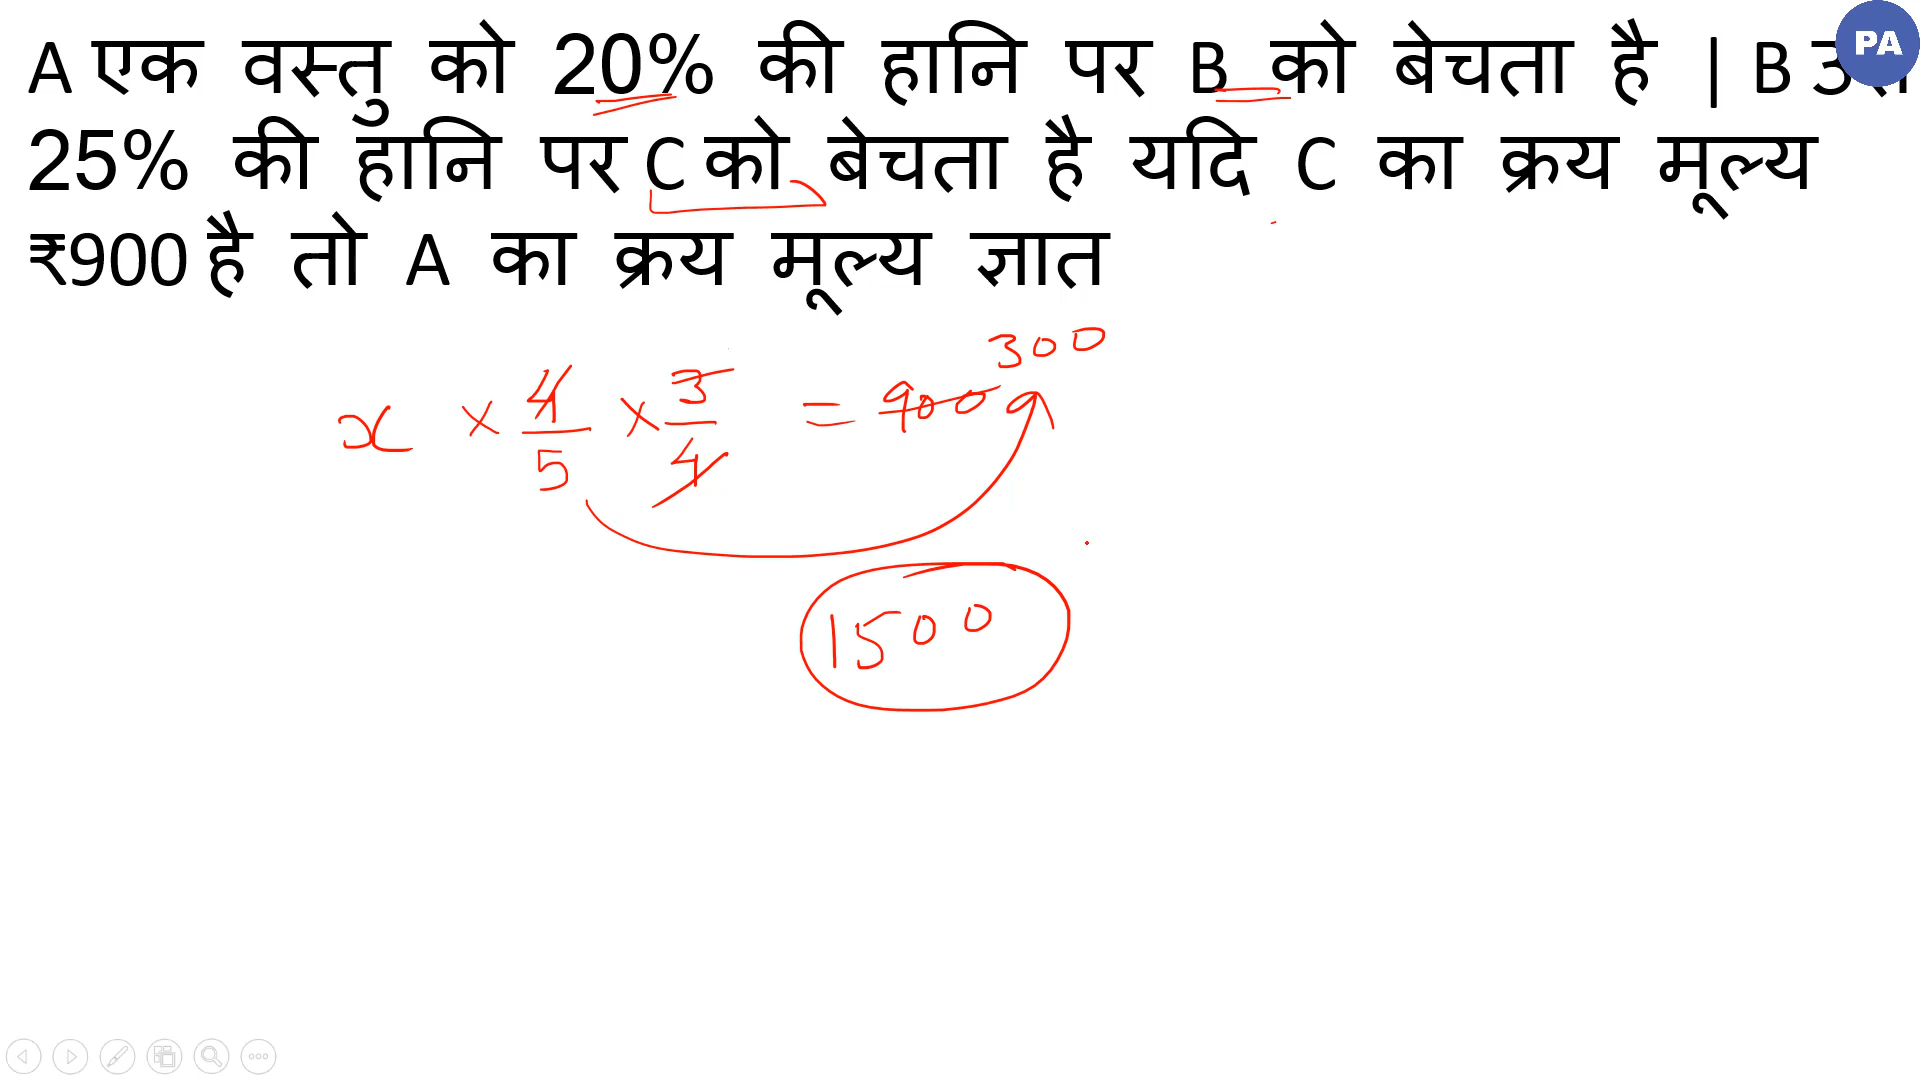 A एक वस्तु को 20% की हानि पर B को बेचता है | B
25% की हानि पर C को बेचता है यदि C का क्रय मूल्य
₹900 है तो A का क्रय मूल्य ज्ञात
PA
300
x × 4/5 × 3/4 = 900
1500